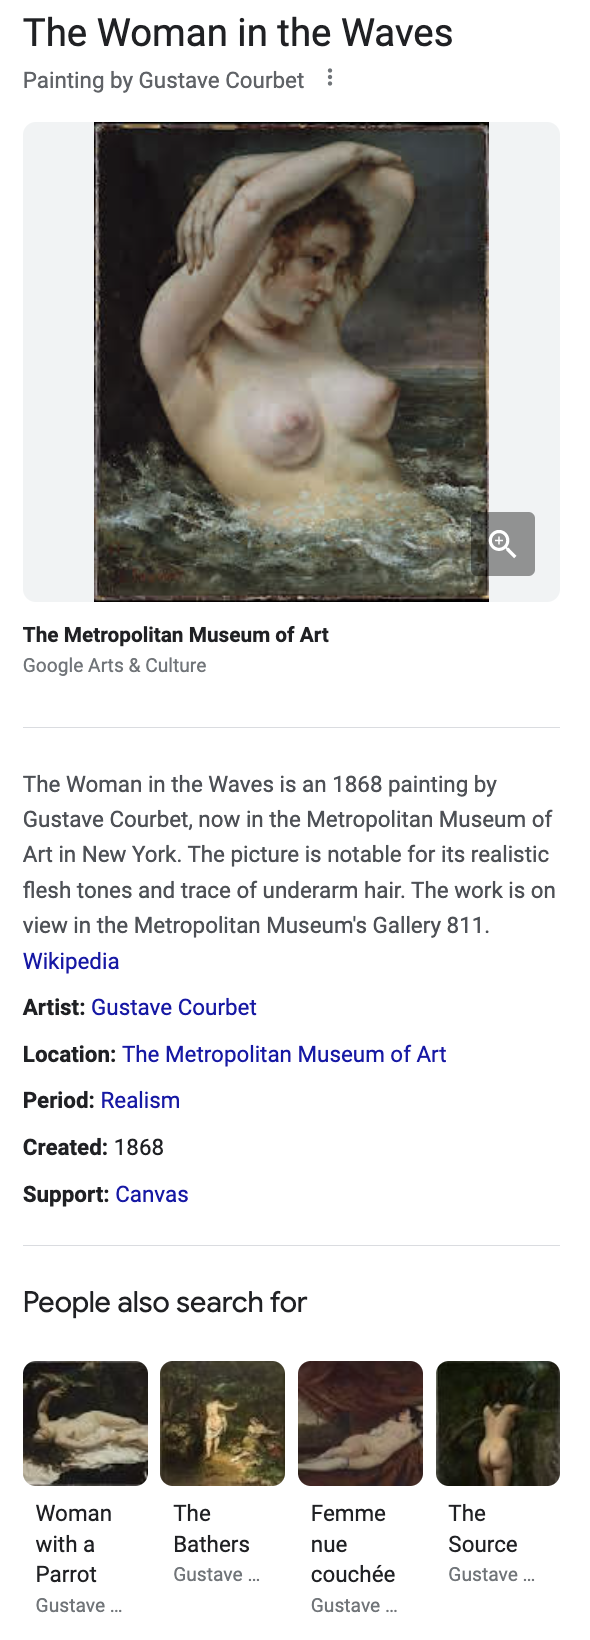 The Woman in the Waves
Painting by Gustave Courbet
The Metropolitan Museum of Art
Google Arts & Culture
The Woman in the Waves is an 1868 painting by
Gustave Courbet, now in the Metropolitan Museum of
Art in New York. The picture is notable for its realistic
flesh tones and trace of underarm hair. The work is on
view in the Metropolitan Museum's Gallery 811.
Wikipedia
Artist: Gustave Courbet
Location: The Metropolitan Museum of Art
Period: Realism
Created: 1868
Support: Canvas
People also search for
Woman
with a
Parrot
Gustave ...
The
Bathers
Gustave ...
Femme
nue
couchée
Gustave ...
The
Source
Gustave ...